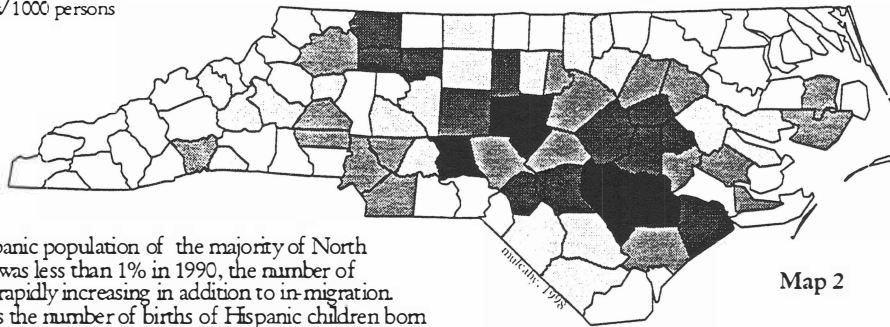 /1000 persons
panic population of the majority of North
was less than 1% in 1990, the number of
rapidly increasing in addition to in-migration.
s the number of births of Hispanic children born
mulcahy, 1998
Map 2